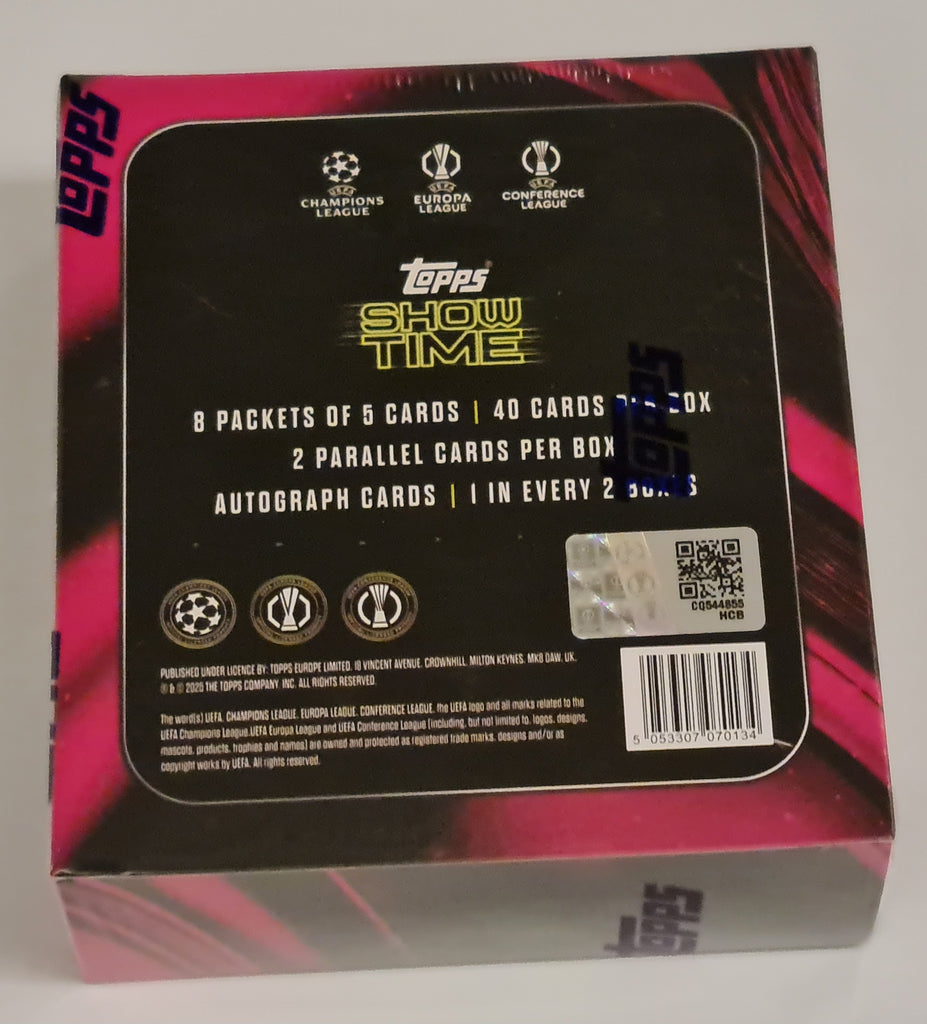 topps
UEFA
CHAMPIONS
LEAGUE
UEFA
EUROPA
LEAGUE
UEFA
CONFERENCE
LEAGUE
topps
SHOW
TIME
8 PACKETS OF 5 CARDS | 40 CARDS PER BOX
2 PARALLEL CARDS PER BOX
AUTOGRAPH CARDS | 1 IN EVERY 2 BOXES
topps
CQ544855
HCB
PUBLISHED UNDER LICENCE BY: TOPPS EUROPE LIMITED, 18 VINCENT AVENUE, CROWNHILL, MILTON KEYNES, MK8 0AW, UK.
® & © 2025 THE TOPPS COMPANY, INC. ALL RIGHTS RESERVED.
The word(s) UEFA, CHAMPIONS LEAGUE, EUROPA LEAGUE, CONFERENCE LEAGUE, the UEFA logo and all marks related to the
UEFA Champions League, UEFA Europa League and UEFA Conference League (including, but not limited to, logos, designs,
mascots, products, trophies and names) are owned and protected as registered trade marks, designs and/or as
copyright works by UEFA. All rights reserved.
5 053307 070134
topps